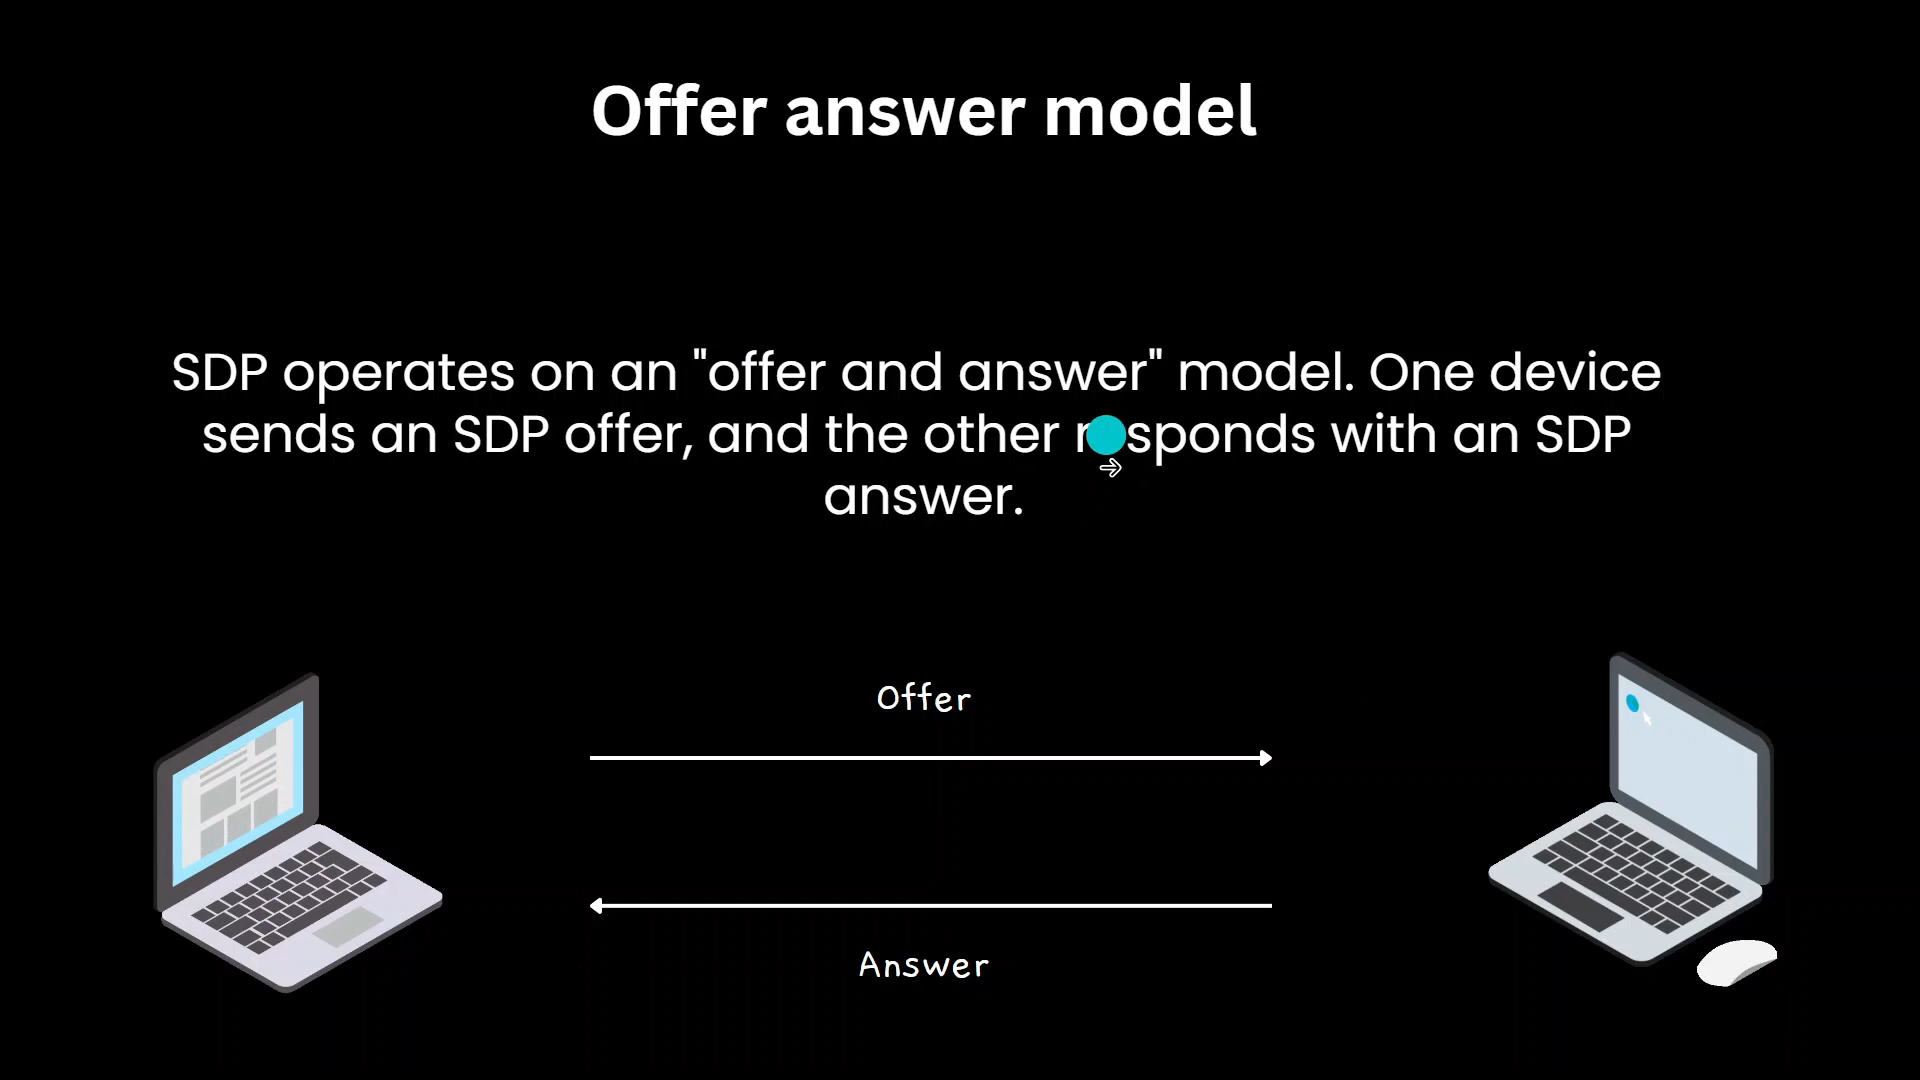 Offer answer model
SDP operates on an "offer and answer" model. One device
sends an SDP offer, and the other responds with an SDP
answer.
Offer
Answer